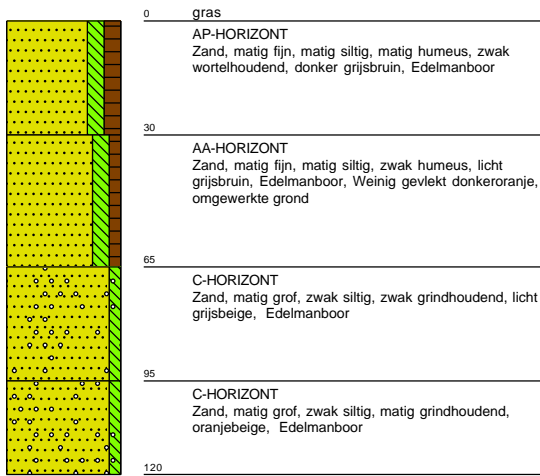 0 gras
AP-HORIZONT
Zand, matig fijn, matig siltig, matig humeus, zwak
wortelhoudend, donker grijsbruin, Edelmanboor
30
AA-HORIZONT
Zand, matig fijn, matig siltig, zwak humeus, licht
grijsbruin, Edelmanboor, Weinig gevlekt donkeroranje,
omgewerkte grond
65
C-HORIZONT
Zand, matig grof, zwak siltig, zwak grindhoudend, licht
grijsbeige, Edelmanboor
95
C-HORIZONT
Zand, matig grof, zwak siltig, matig grindhoudend,
oranjebeige, Edelmanboor
120